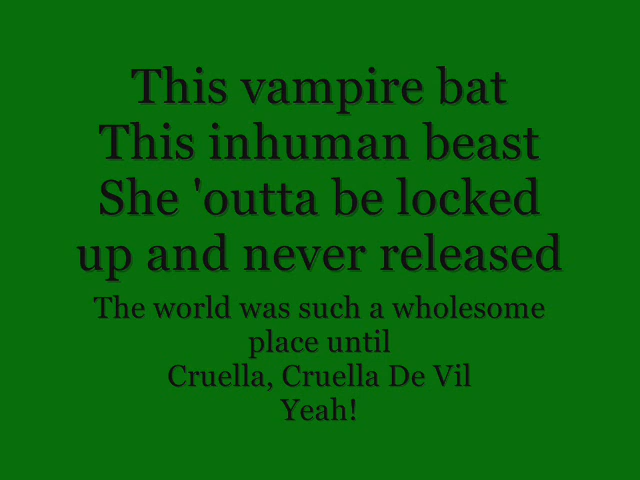 This vampire bat
This inhuman beast
She 'outta be locked
up and never released
The world was such a wholesome
place until
Cruella, Cruella De Vil
Yeah!